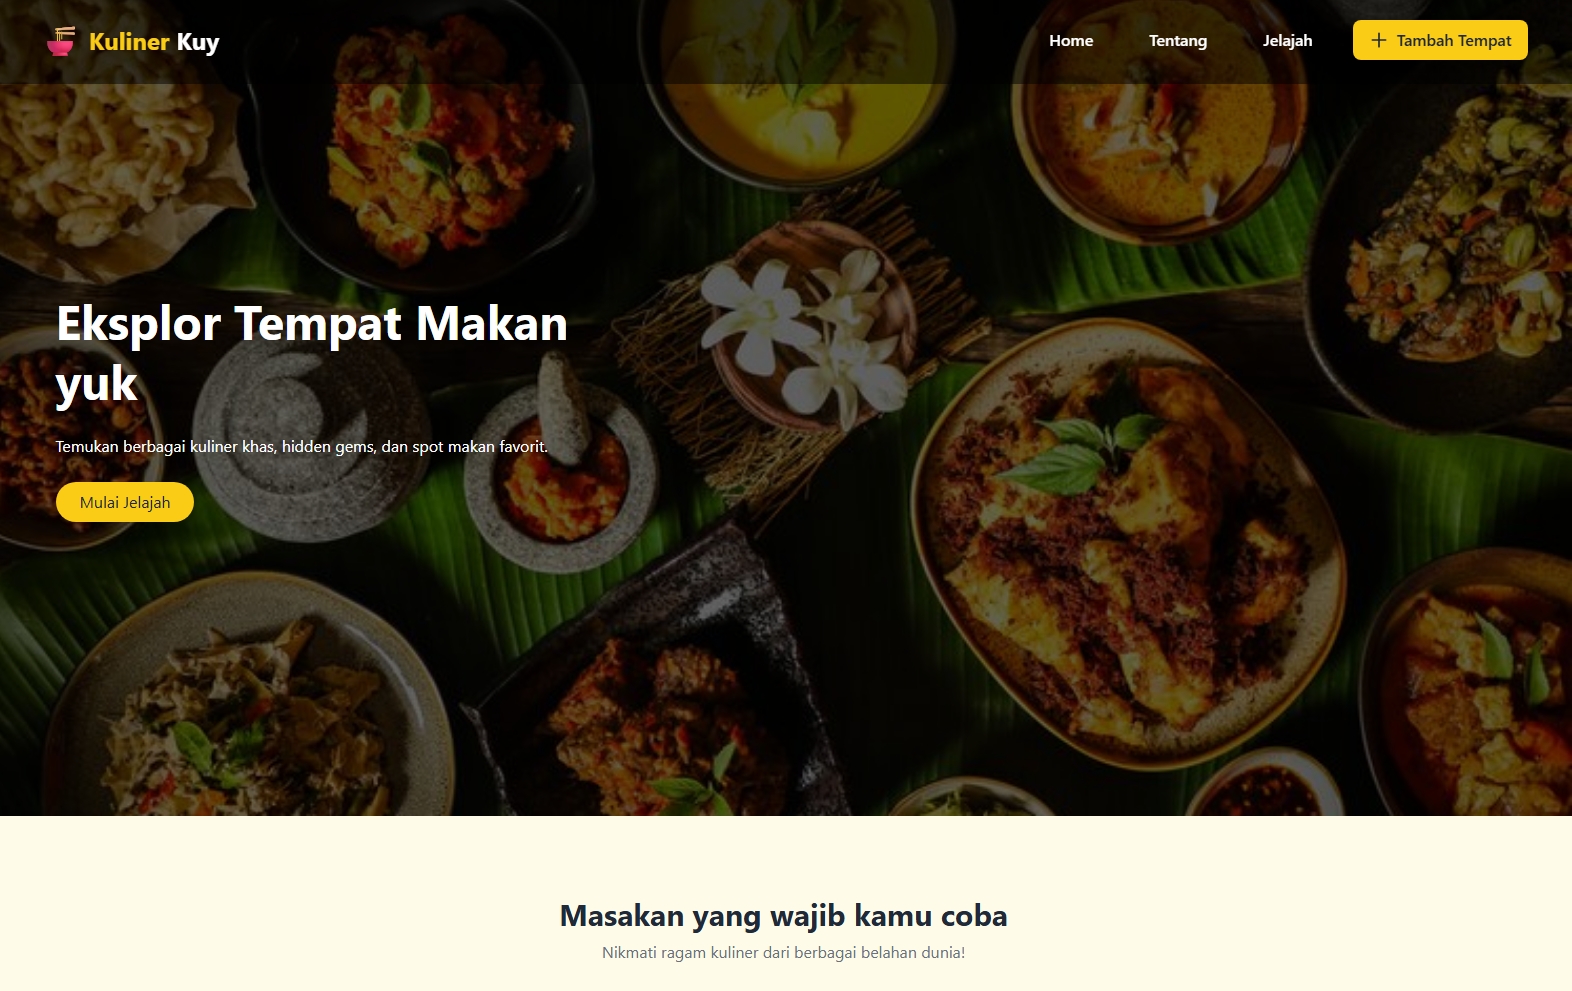 Kuliner Kuy
Home
Tentang
Jelajah
Tambah Tempat
Eksplor Tempat Makan
yuk
Temukan berbagai kuliner khas, hidden gems, dan spot makan favorit.
Mulai Jelajah
Masakan yang wajib kamu coba
Nikmati ragam kuliner dari berbagai belahan dunia!